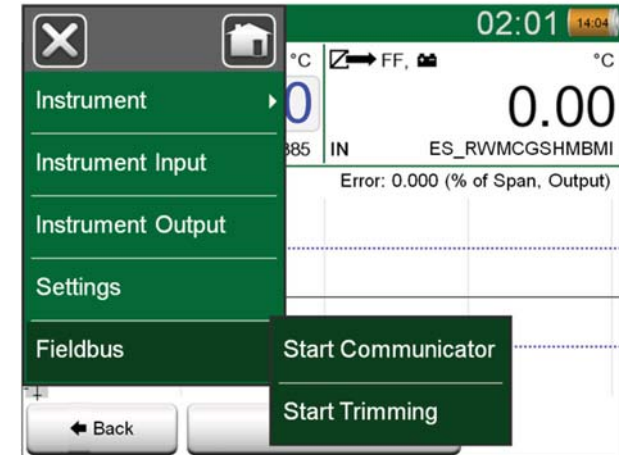 02:01 14:04
°C FF, °C
Instrument 0 0.00
385 IN ES_RWMCGSHMBMI
Instrument Input
Error: 0.000 (% of Span, Output)
Instrument Output
Settings
Fieldbus
Start Communicator
Start Trimming
Back